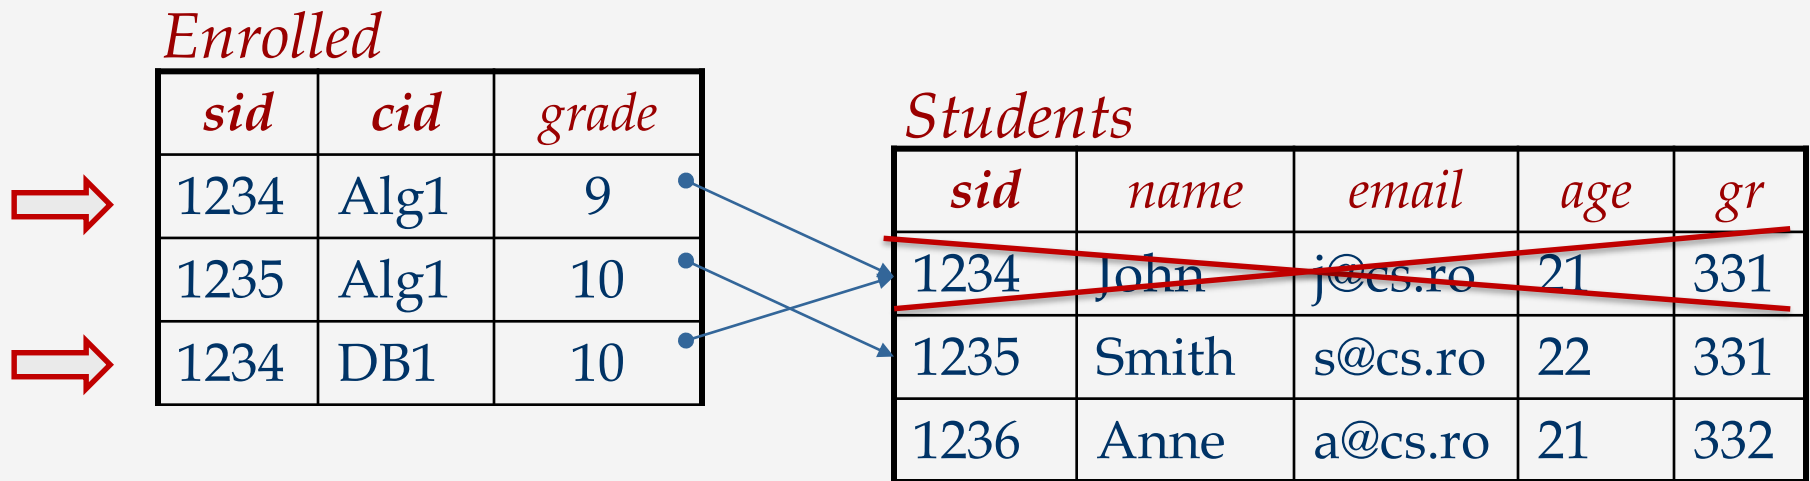 Enrolled
sid cid grade
1234 Alg1 9
1235 Alg1 10
1234 DB1 10
Students
sid name email age gr
1234 John j@cs.ro 21 331
1235 Smith s@cs.ro 22 331
1236 Anne a@cs.ro 21 332